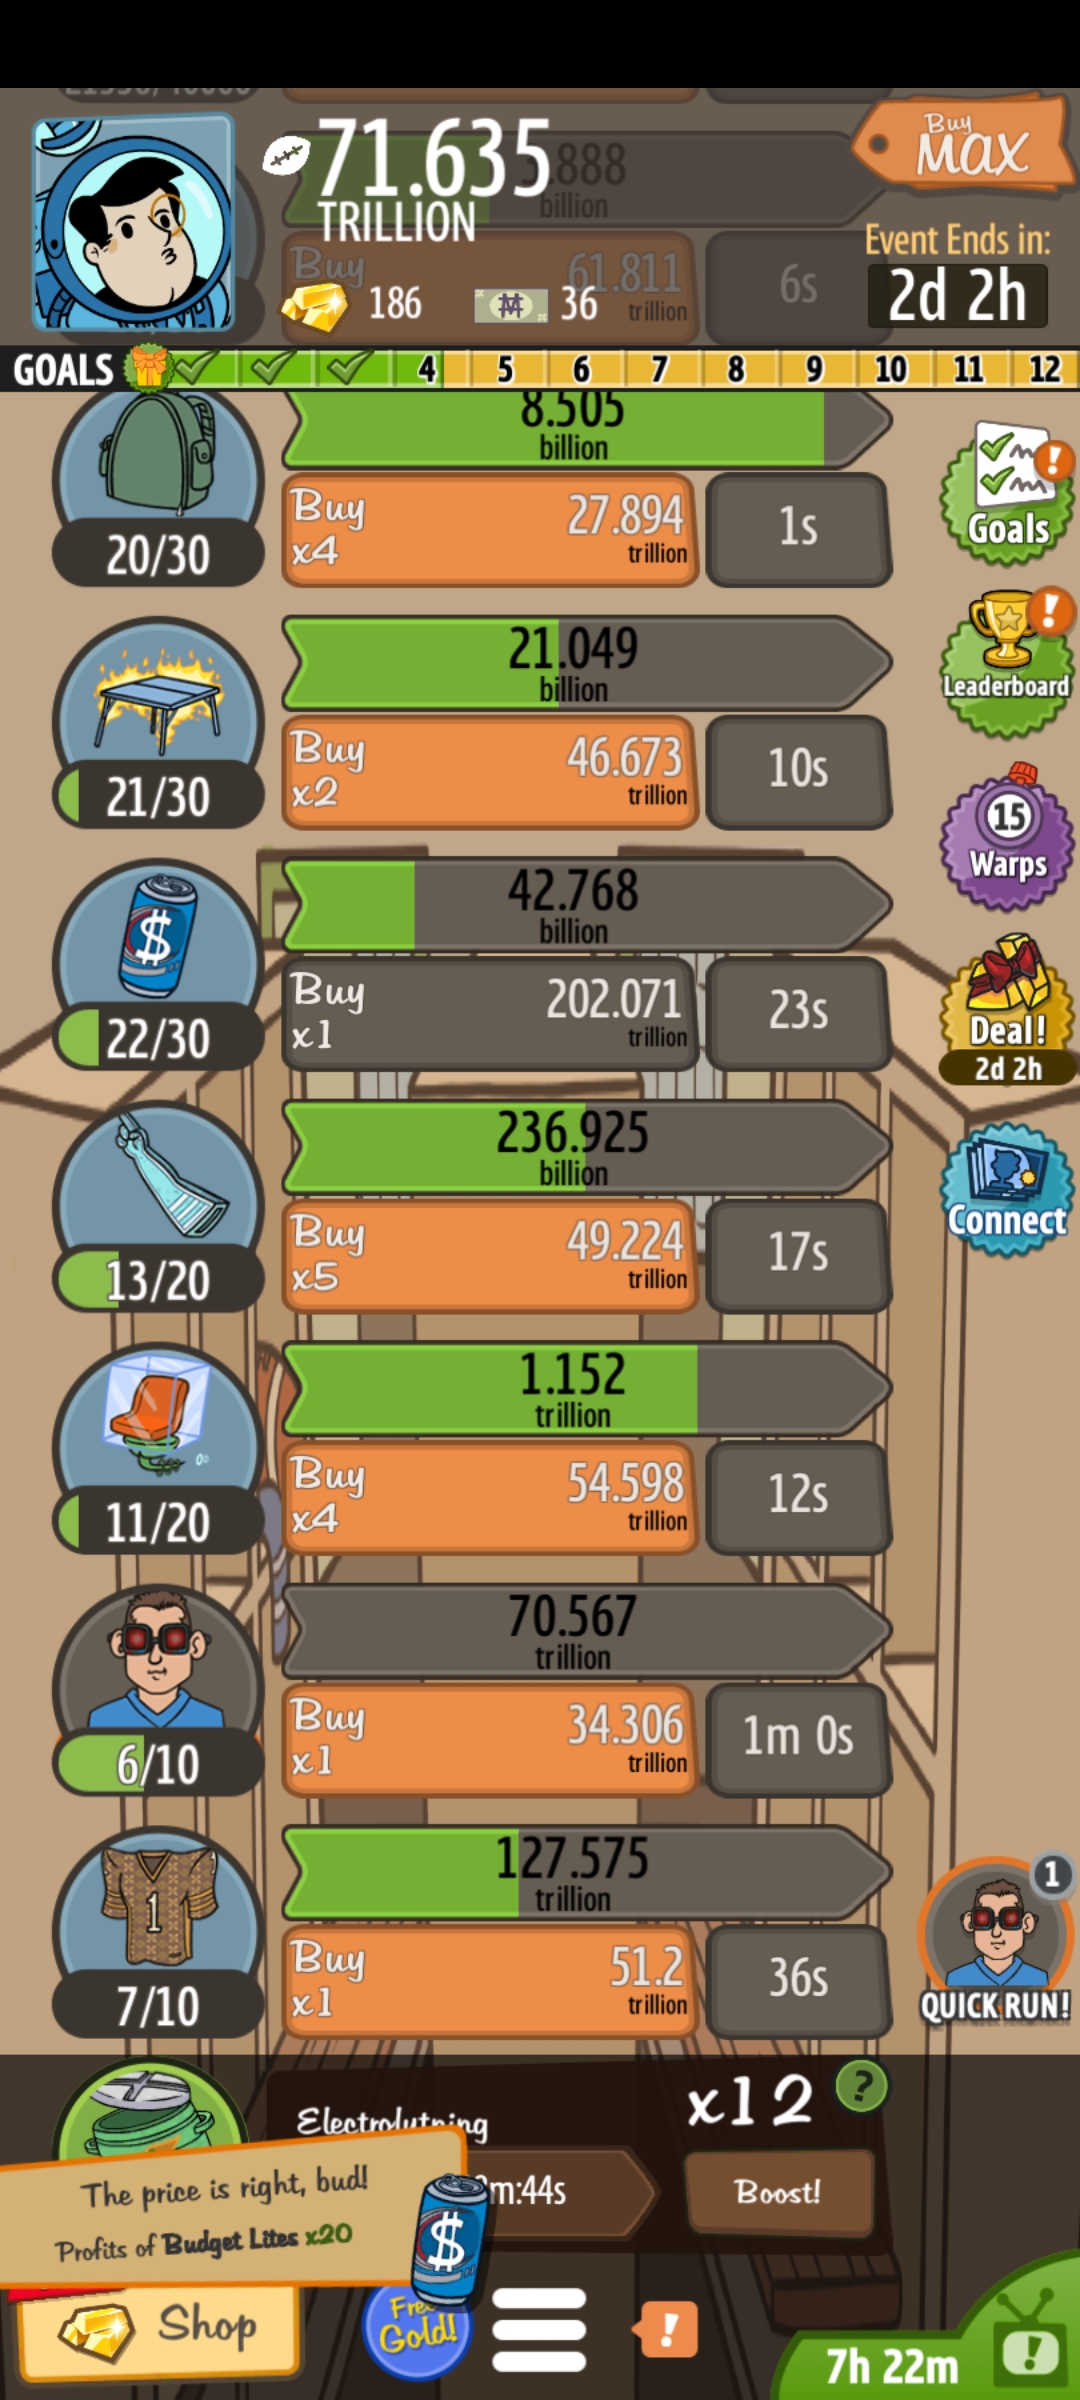 71.635
TRILLION
.888
billion
Buy
MAX
Event Ends in:
2d 2h
Buy
61.811
trillion
6s
186
36
GOALS
4
5
6
7
8
9
10
11
12
8.505
billion
Buy
x4
27.894
trillion
1s
20/30
Goals
21.049
billion
Buy
x2
46.673
trillion
10s
21/30
Leaderboard
15
Warps
42.768
billion
Buy
x1
202.071
trillion
23s
22/30
Deal!
2d 2h
236.925
billion
Buy
x5
49.224
trillion
17s
13/20
Connect
1.152
trillion
Buy
x4
54.598
trillion
12s
11/20
70.567
trillion
Buy
x1
34.306
trillion
1m 0s
6/10
127.575
trillion
1
Buy
x1
51.2
trillion
36s
7/10
1
QUICK RUN!
x12
?
m:44s
Boost!
The price is right, bud!
Profits of Budget Lites x20
Shop
Free
Gold!
!
7h 22m